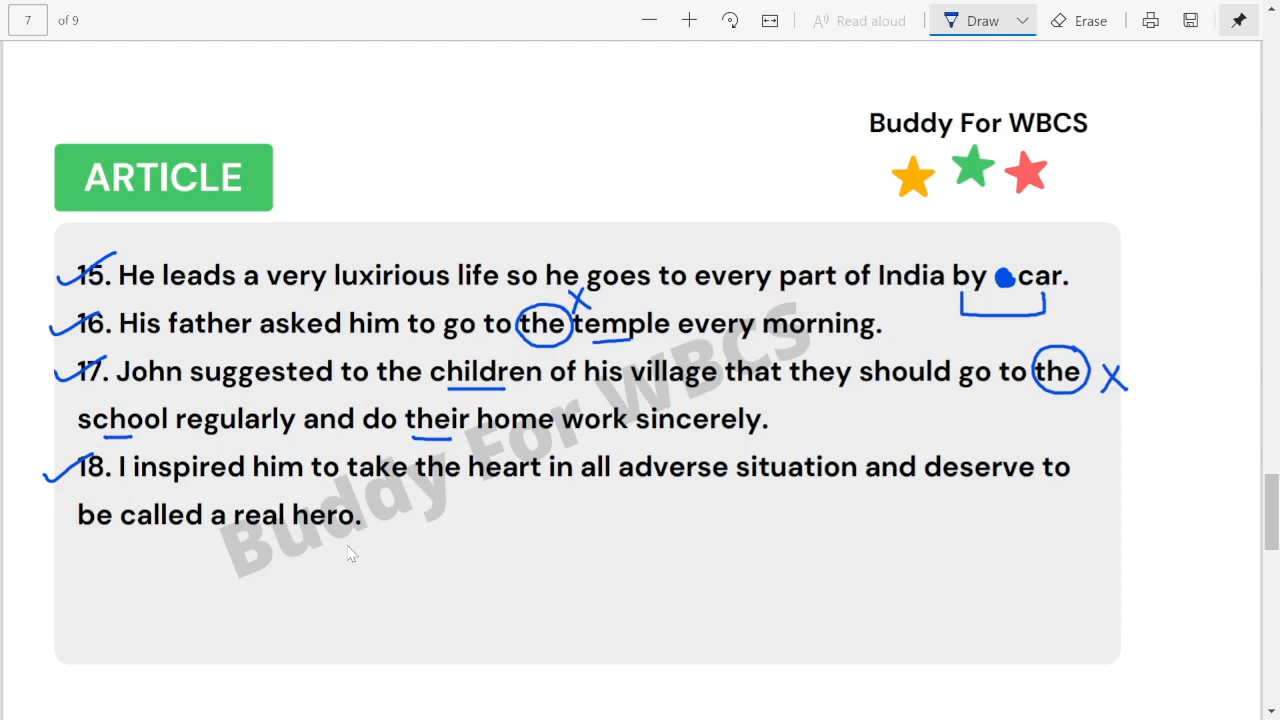 7 of 9 Read aloud Draw Erase
Buddy For WBCS
ARTICLE
15. He leads a very luxirious life so he goes to every part of India by car.
16. His father asked him to go to the temple every morning.
17. John suggested to the children of his village that they should go to the
school regularly and do their home work sincerely.
18. I inspired him to take the heart in all adverse situation and deserve to
be called a real hero.
Buddy For WBCS